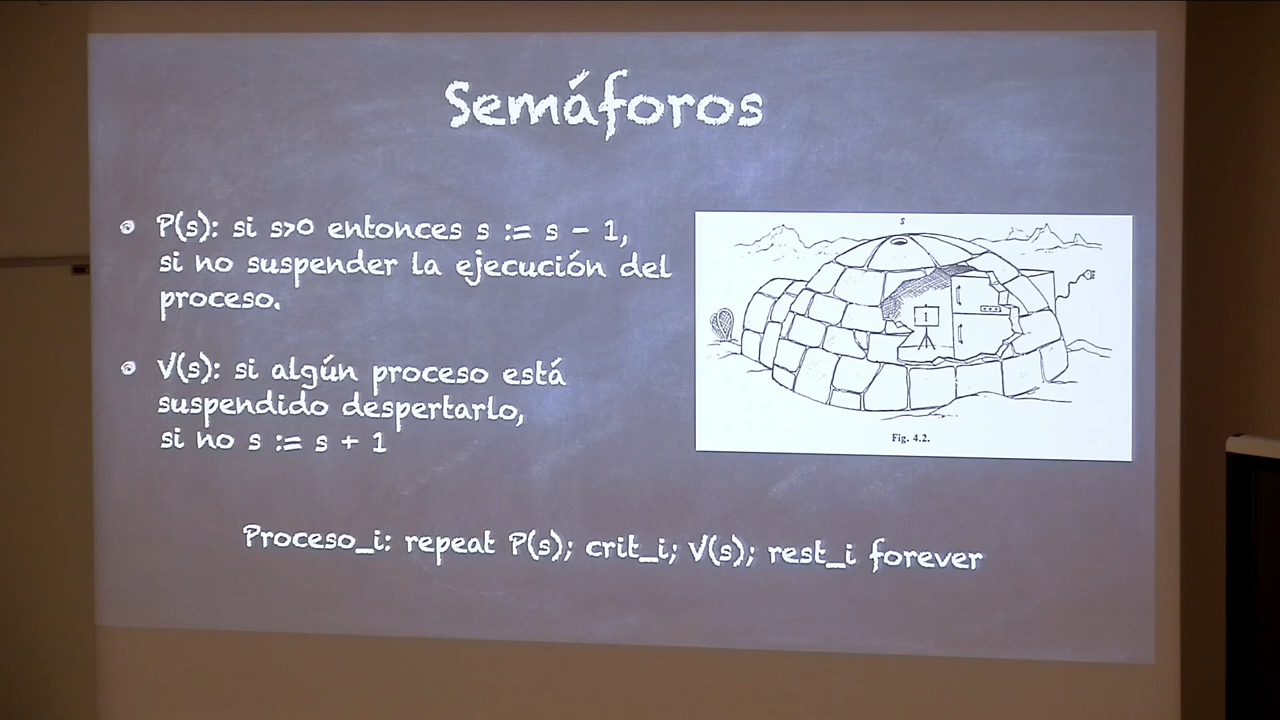 Semáforos
P(s): si s>0 entonces s := s - 1,
si no suspender la ejecución del
proceso.
V(s): si algún proceso está
suspendido despertarlo,
si no s := s + 1
s
1
Fig. 4.2.
Proceso_i: repeat P(s); crit_i; V(s); rest_i forever